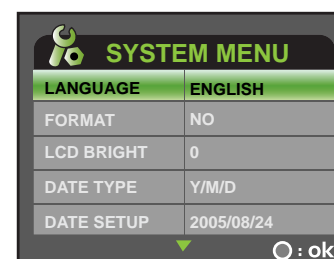 SYSTEM MENU
LANGUAGE ENGLISH
FORMAT NO
LCD BRIGHT 0
DATE TYPE Y/M/D
DATE SETUP 2005/08/24
: ok